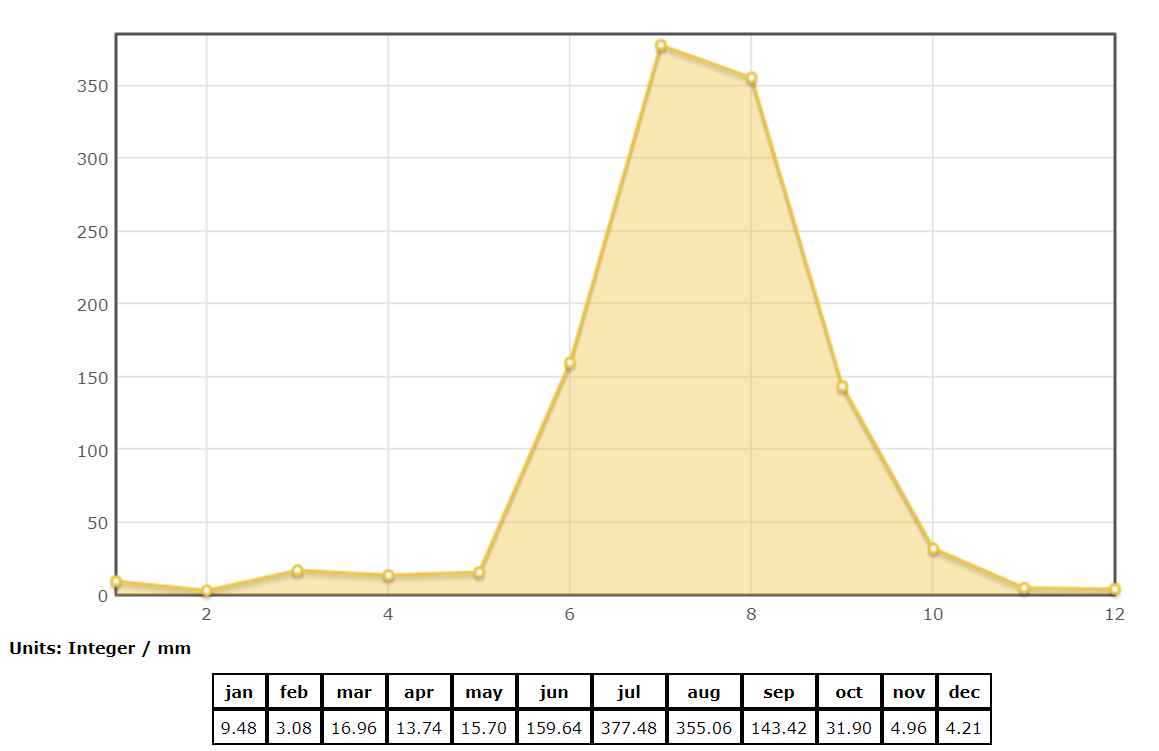 350
300
250
200
150
100
50
0
2 4 6 8 10 12
Units: Integer / mm
jan feb mar apr may jun jul aug sep oct nov dec
9.48 3.08 16.96 13.74 15.70 159.64 377.48 355.06 143.42 31.90 4.96 4.21